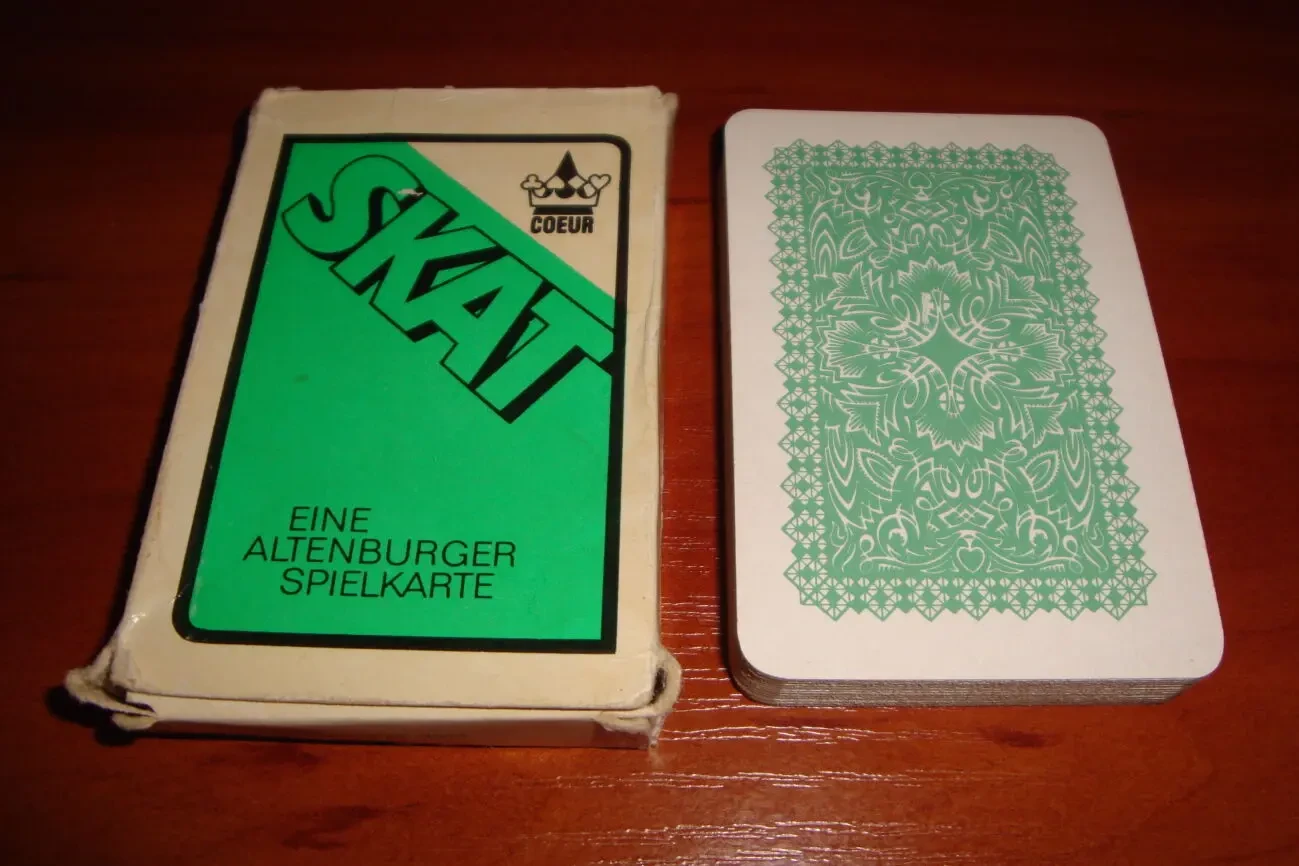 SKAT
COEUR
EINE
ALTENBURGER
SPIELKARTE